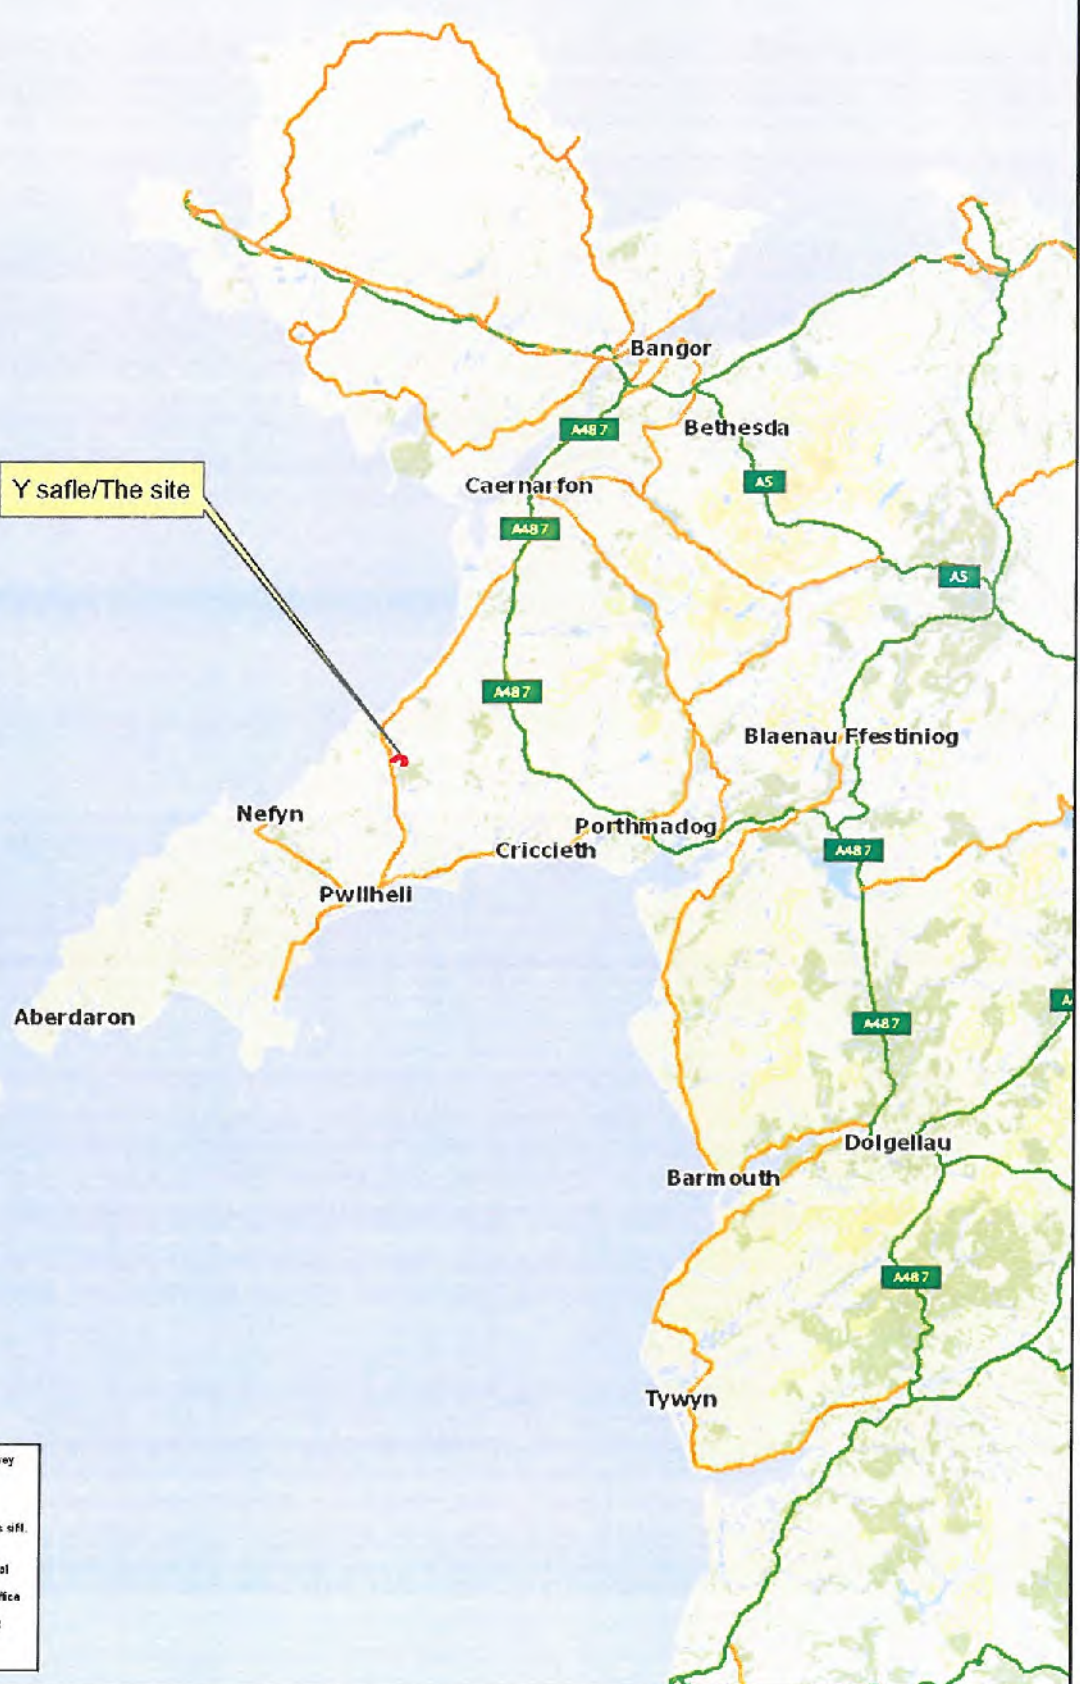 Bangor
A487
Bethesda
Y safle/The site
Caernarfon
A5
A487
A5
A487
Blaenau Ffestiniog
Nefyn
Porthmadog
Criccieth
A487
Pwllheli
Aberdaron
A487
Dolgellau
Barmouth
A487
Tywyn